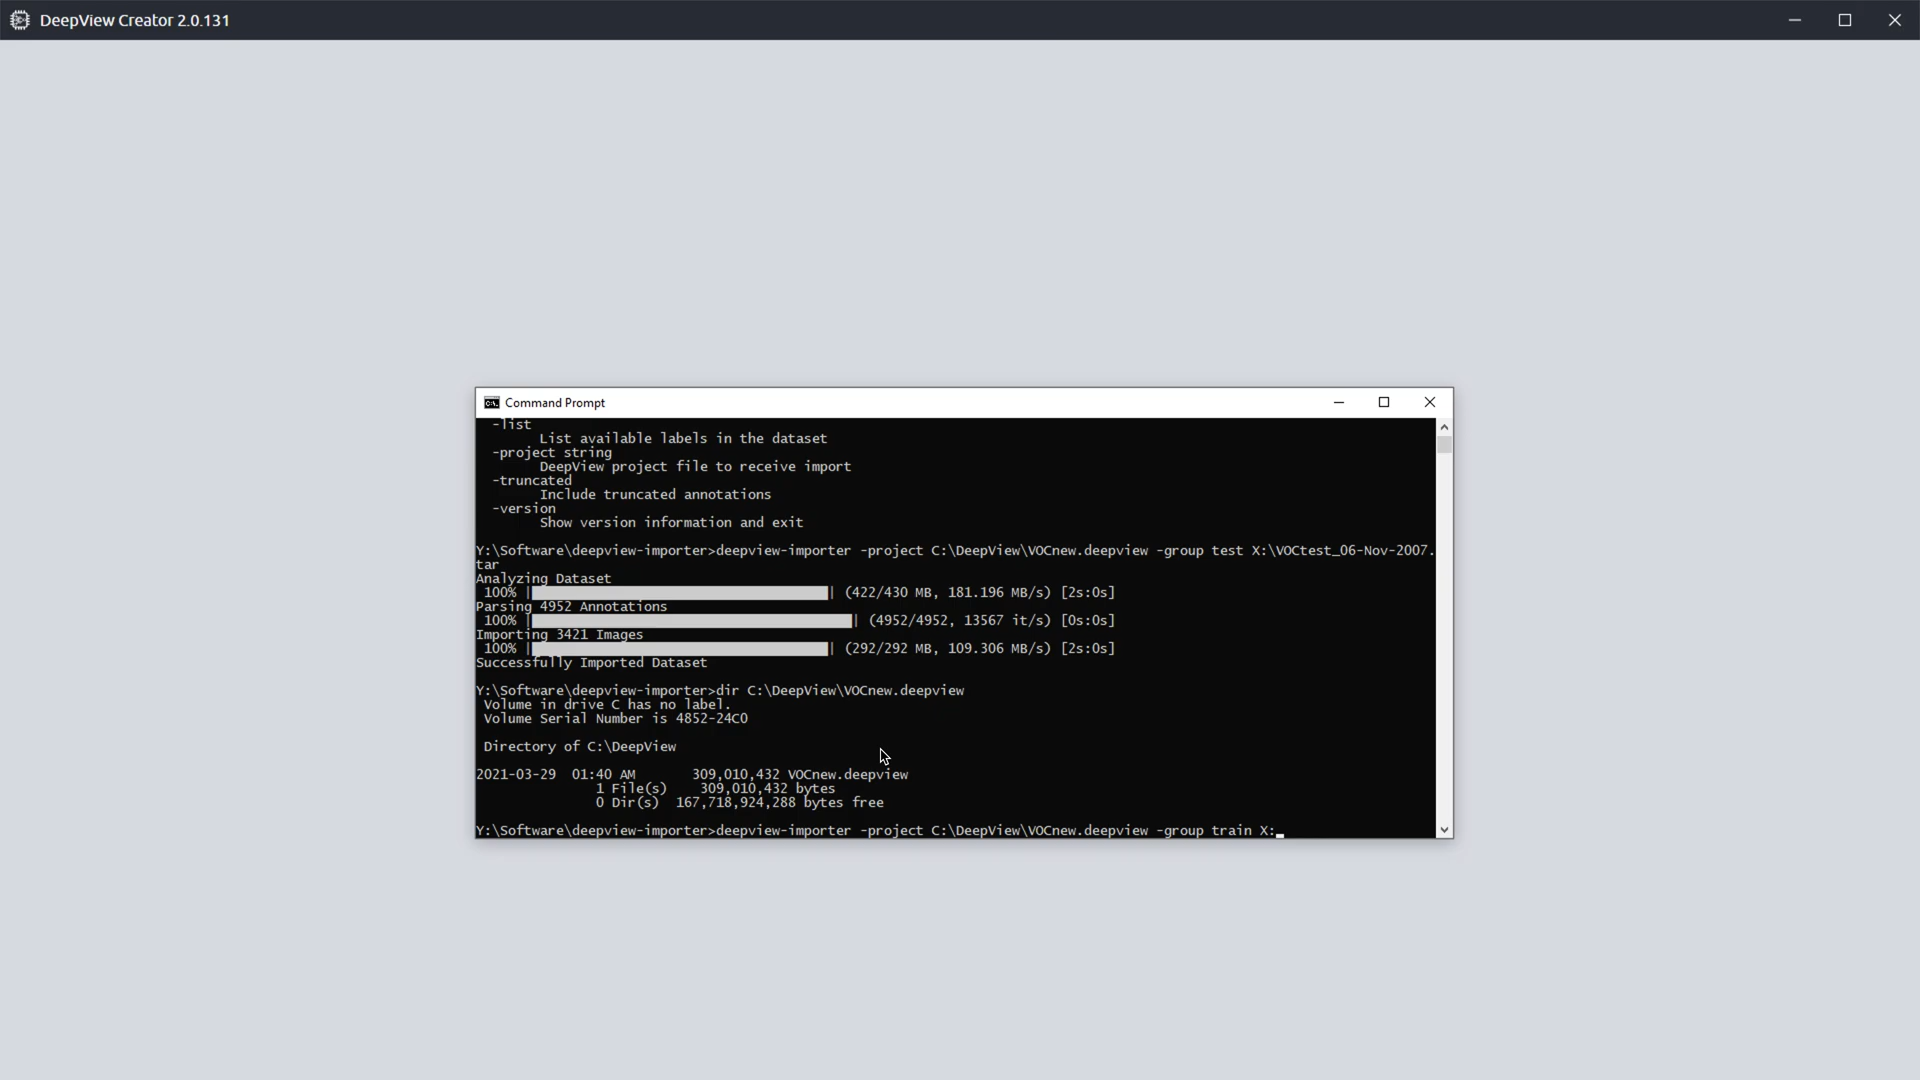 DeepView Creator 2.0.131
Command Prompt
-list
List available labels in the dataset
-project string
DeepView project file to receive import
-truncated
Include truncated annotations
-version
Show version information and exit
Y:\Software\deepview-importer>deepview-importer -project C:\DeepView\VOCnew.deepview -group test X:\VOCtest_06-Nov-2007.
tar
Analyzing Dataset
100% | | (422/430 MB, 181.196 MB/s) [2s:0s]
Parsing 4952 Annotations
100% | | (4952/4952, 13567 it/s) [0s:0s]
Importing 3421 Images
100% | | (292/292 MB, 109.306 MB/s) [2s:0s]
Successfully Imported Dataset
Y:\Software\deepview-importer>dir C:\DeepView\VOCnew.deepview
Volume in drive C has no label.
Volume Serial Number is 4852-24C0
Directory of C:\DeepView
2021-03-29 01:40 AM 309,010,432 VOCnew.deepview
1 File(s) 309,010,432 bytes
0 Dir(s) 167,718,924,288 bytes free
Y:\Software\deepview-importer>deepview-importer -project C:\DeepView\VOCnew.deepview -group train X:_